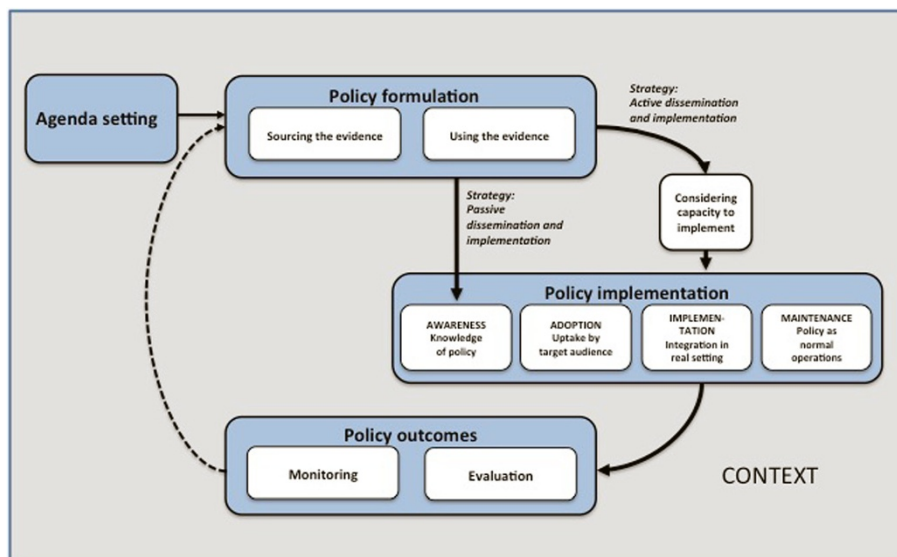 Agenda setting
Policy formulation
Sourcing the evidence
Using the evidence
Strategy:
Active dissemination
and implementation
Strategy:
Passive
dissemination and
implementation
Considering
capacity to
implement
Policy implementation
AWARENESS
Knowledge
of policy
ADOPTION
Uptake by
target audience
IMPLEMEN-
TATION
Integration in
real setting
MAINTENANCE
Policy as
normal
operations
Policy outcomes
Monitoring
Evaluation
CONTEXT